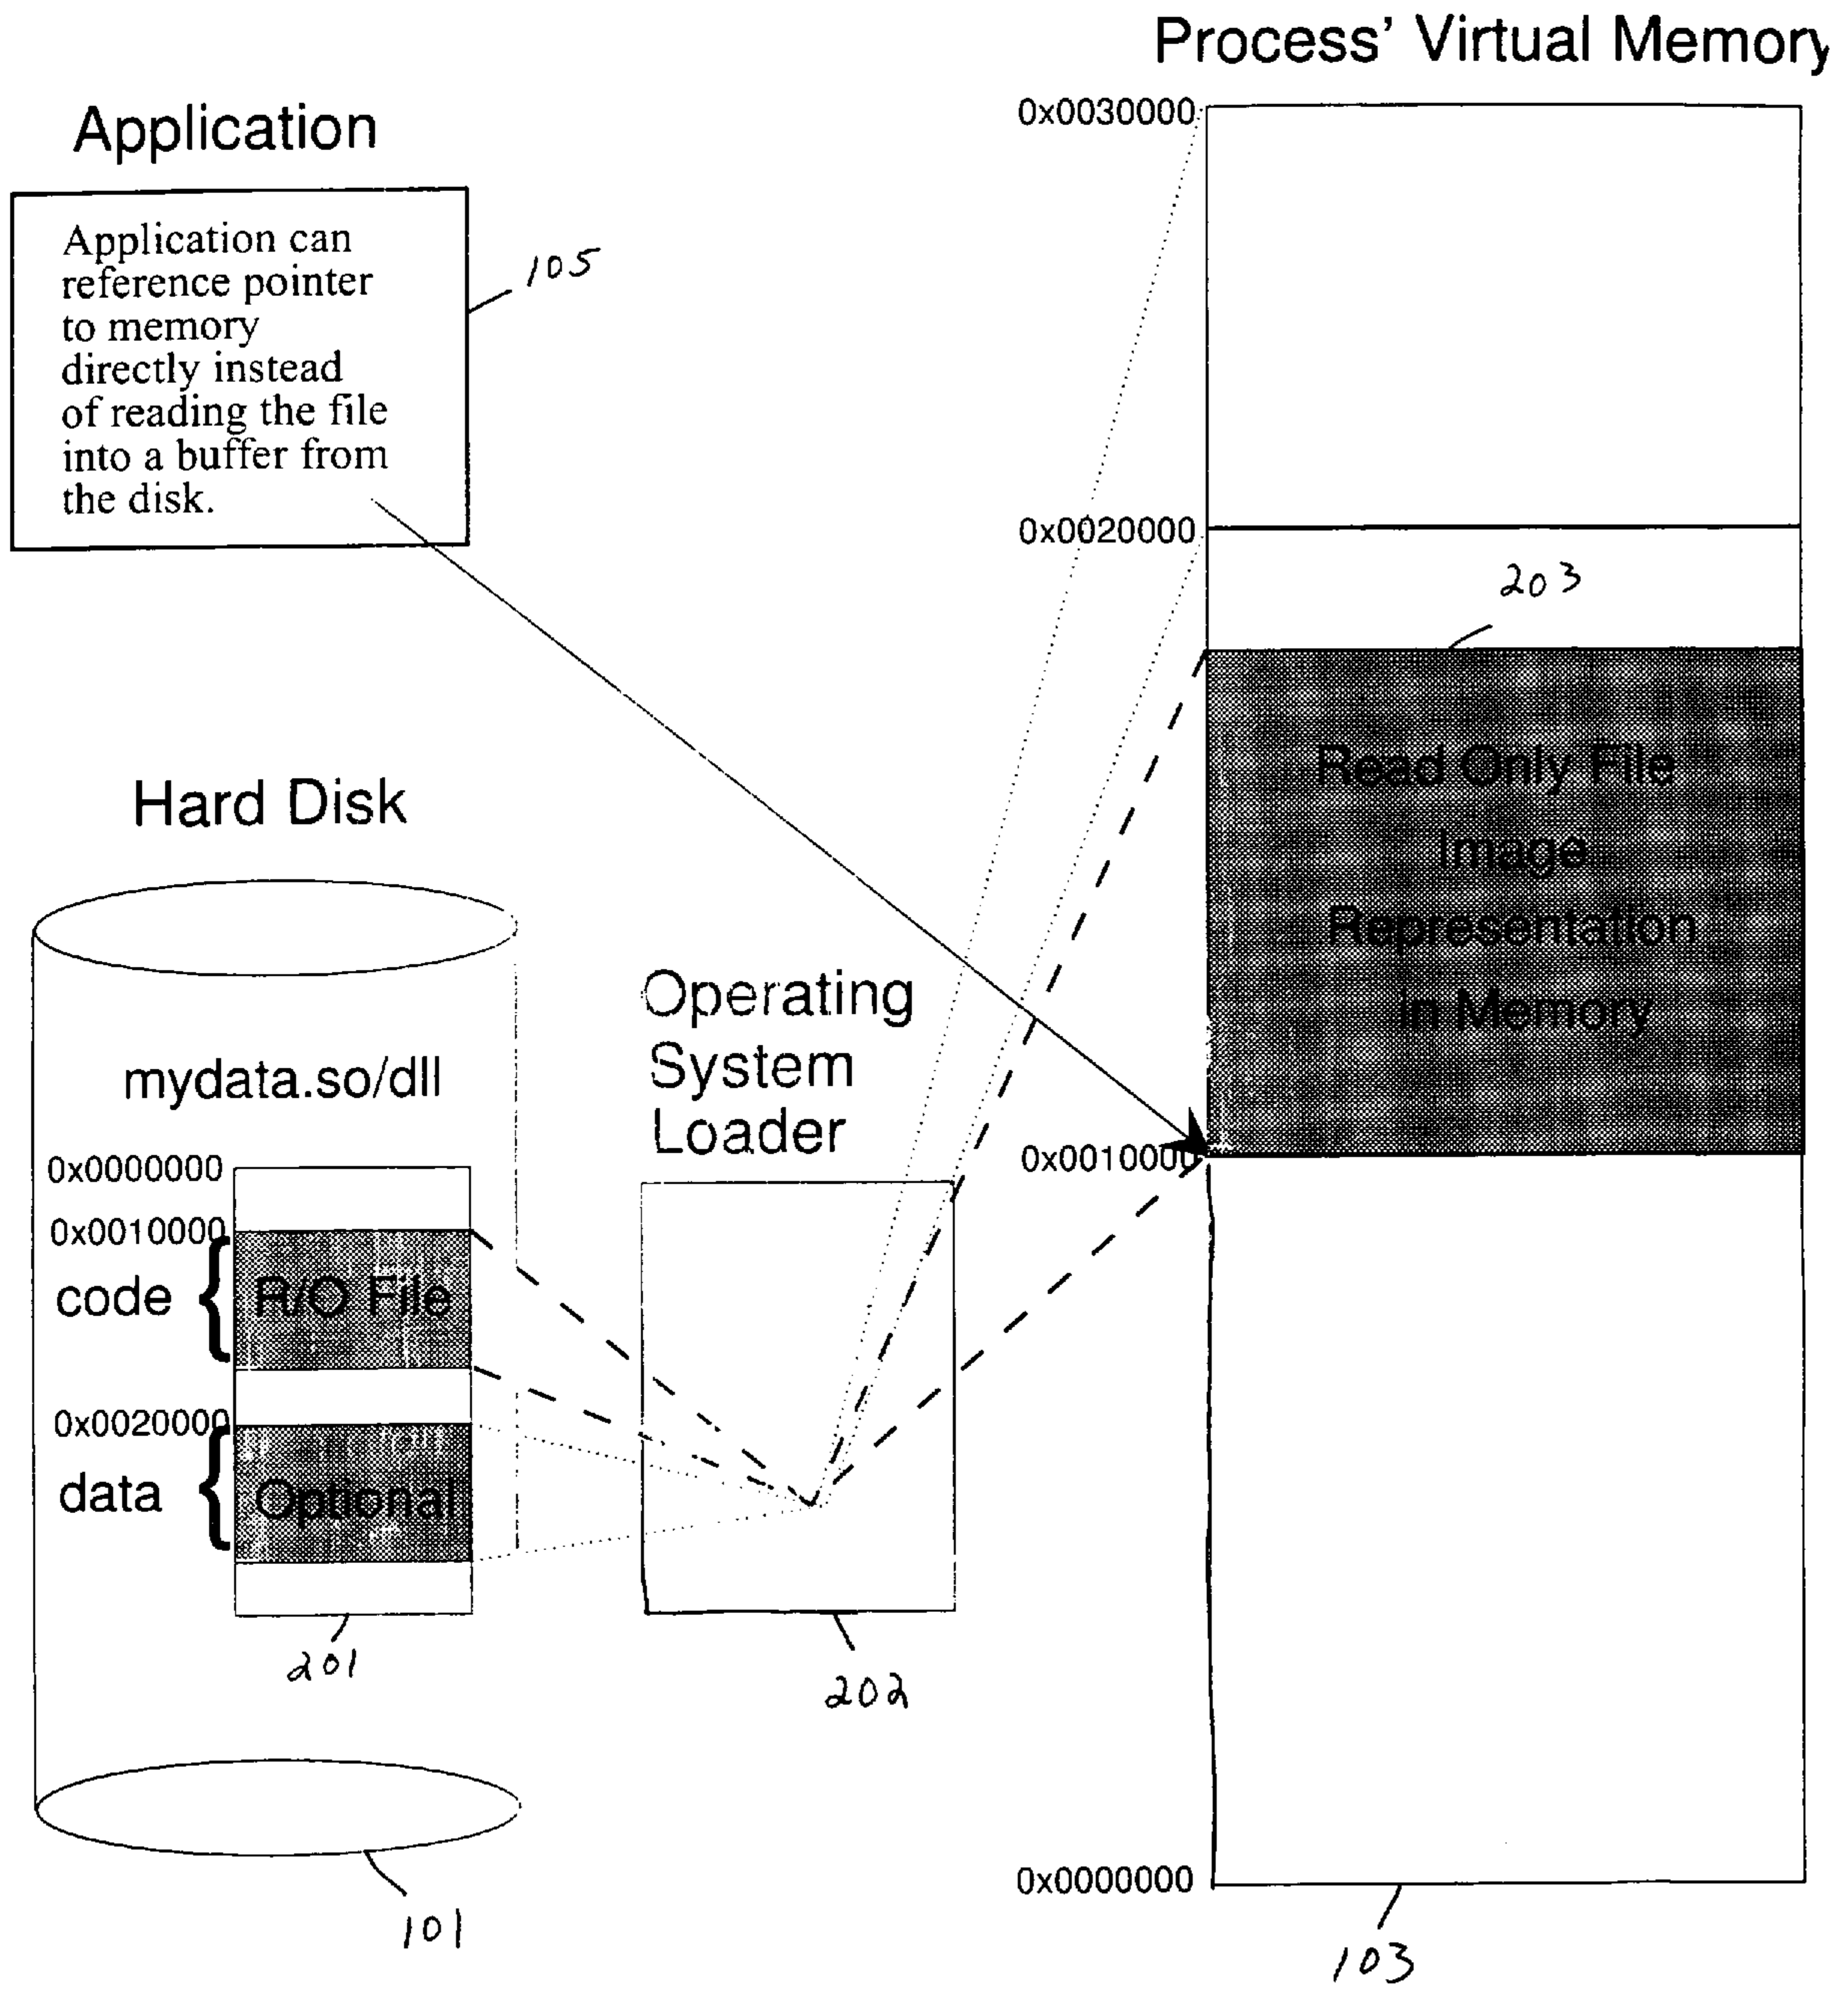 Process' Virtual Memory
Application
0x0030000
Application can
reference pointer
to memory
directly instead
of reading the file
into a buffer from
the disk.
105
0x0020000
203
Read Only File
Image
Representation
in Memory
Hard Disk
Operating
System
Loader
mydata.so/dll
0x0010000
0x0000000
0x0010000
code
R/O File
0x0020000
data
Optional
201
202
0x0000000
101
103